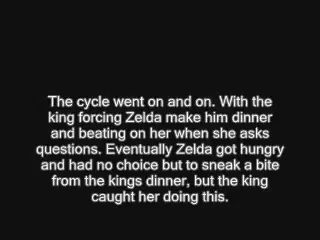 The cycle went on and on. With the
king forcing Zelda make him dinner
and beating on her when she asks
questions. Eventually Zelda got hungry
and had no choice but to sneak a bite
from the kings dinner, but the king
caught her doing this.